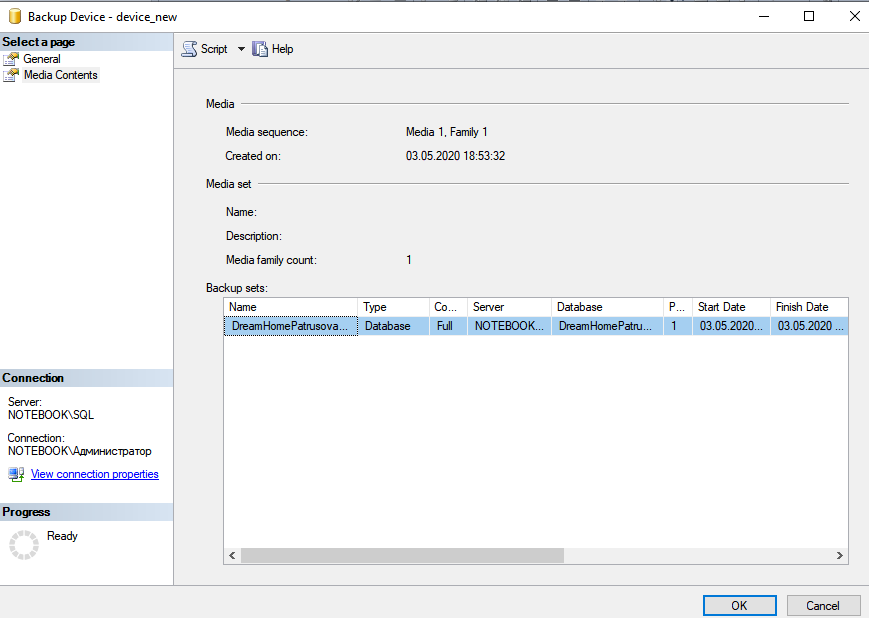 Backup Device - device_new
Select a page
General
Media Contents
Script
Help
Media
Media sequence: Media 1, Family 1
Created on: 03.05.2020 18:53:32
Media set
Name:
Description:
Media family count: 1
Backup sets:
Name Type Co... Server Database P... Start Date Finish Date
DreamHomePatrusova... Database Full NOTEBOOK... DreamHomePatru... 1 03.05.2020... 03.05.2020 ...
Connection
Server:
NOTEBOOK\SQL
Connection:
NOTEBOOK\Администратор
View connection properties
Progress
Ready
OK
Cancel